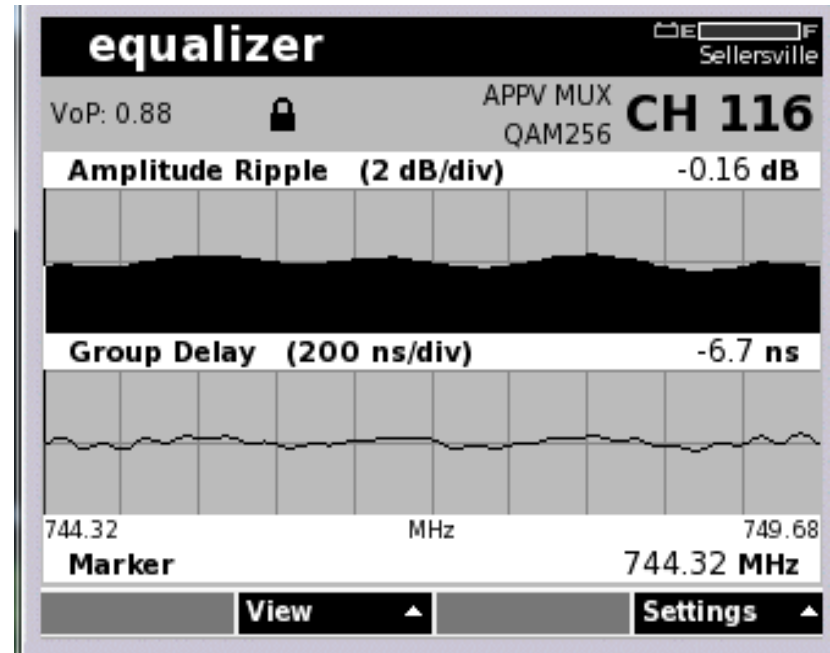 equalizer
E F
Sellersville
VoP: 0.88
APPV MUX
QAM256
CH 116
Amplitude Ripple (2 dB/div) -0.16 dB
Group Delay (200 ns/div) -6.7 ns
744.32 MHz 749.68
Marker 744.32 MHz
View Settings